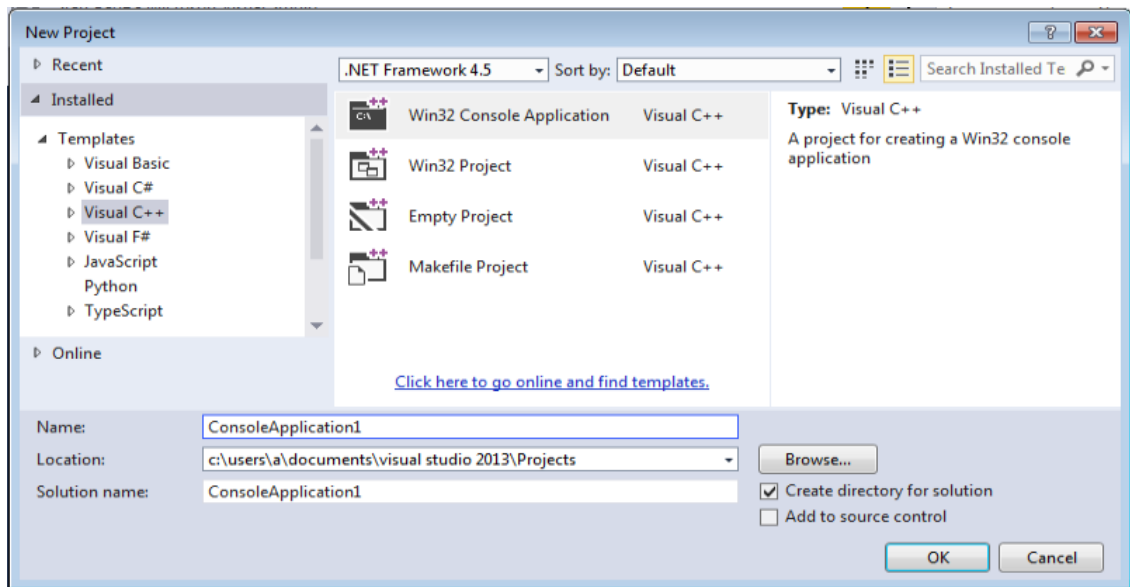 New Project
Recent
Installed
Templates
Visual Basic
Visual C#
Visual C++
Visual F#
JavaScript
Python
TypeScript
Online
.NET Framework 4.5 Sort by: Default Search Installed Te
Win32 Console Application Visual C++
Win32 Project Visual C++
Empty Project Visual C++
Makefile Project Visual C++
Click here to go online and find templates.
Type: Visual C++
A project for creating a Win32 console
application
Name: ConsoleApplication1
Location: c:\users\a\documents\visual studio 2013\Projects Browse...
Solution name: ConsoleApplication1
Create directory for solution
Add to source control
OK Cancel